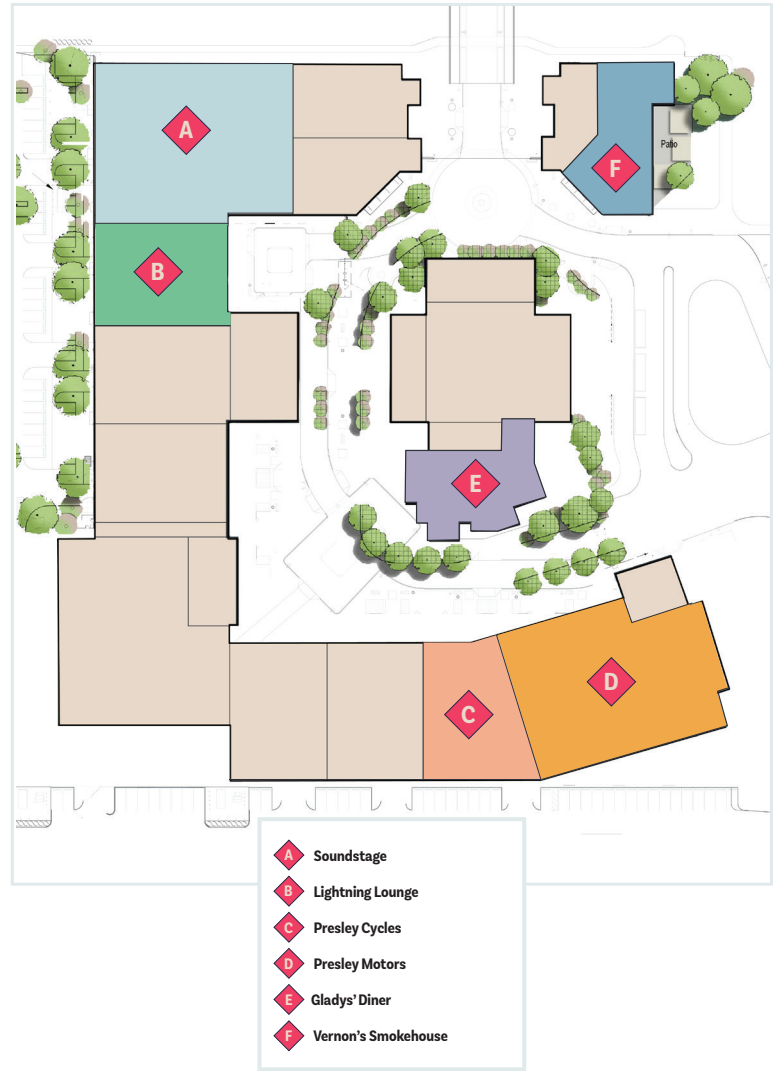 A
F
Patio
B
E
D
C
A Soundstage
B Lightning Lounge
C Presley Cycles
D Presley Motors
E Gladys’ Diner
F Vernon’s Smokehouse